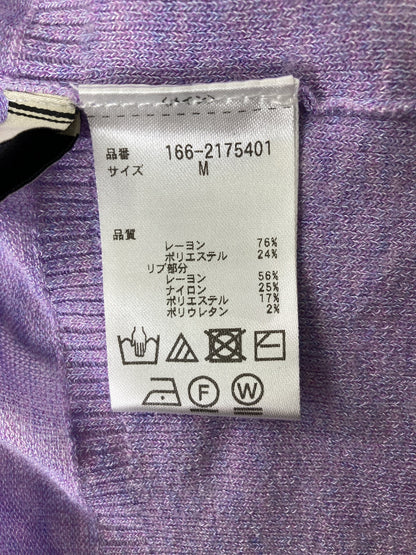 品番 166-2175401
サイズ M
品質
レーヨン 76%
ポリエステル 24%
リブ部分
レーヨン 56%
ナイロン 25%
ポリエステル 17%
ポリウレタン 2%
F W